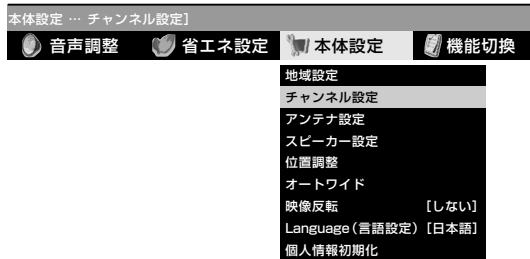 本体設定 … チャンネル設定]
音声調整 省エネ設定 本体設定 機能切換
地域設定
チャンネル設定
アンテナ設定
スピーカー設定
位置調整
オートワイド
映像反転 [しない]
Language(言語設定) [日本語]
個人情報初期化